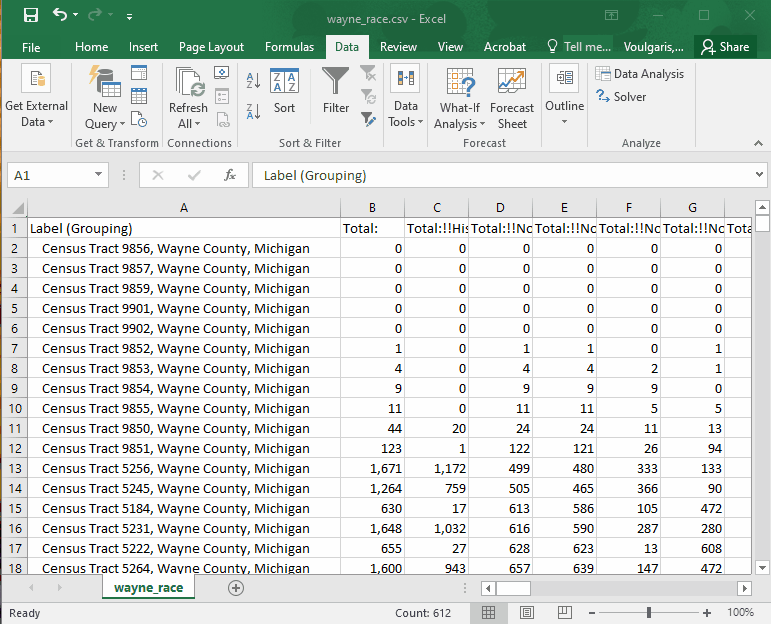 wayne_race.csv - Excel
File Home Insert Page Layout Formulas Data Review View Acrobat Tell me... Voulgaris,... Share
Get External Data
New Query
Refresh All
Sort
Filter
Data Tools
What-If Analysis
Forecast Sheet
Outline
Data Analysis
Solver
Get & Transform Connections Sort & Filter Forecast Analyze
A1 fx Label (Grouping)
A B C D E F G
1 Label (Grouping) Total: Total:!!His Total:!!No Total:!!No Total:!!No Total:!!No Tota
2 Census Tract 9856, Wayne County, Michigan 0 0 0 0 0 0
3 Census Tract 9857, Wayne County, Michigan 0 0 0 0 0 0
4 Census Tract 9859, Wayne County, Michigan 0 0 0 0 0 0
5 Census Tract 9901, Wayne County, Michigan 0 0 0 0 0 0
6 Census Tract 9902, Wayne County, Michigan 0 0 0 0 0 0
7 Census Tract 9852, Wayne County, Michigan 1 0 1 1 0 1
8 Census Tract 9853, Wayne County, Michigan 4 0 4 4 2 1
9 Census Tract 9854, Wayne County, Michigan 9 0 9 9 9 0
10 Census Tract 9855, Wayne County, Michigan 11 0 11 11 5 5
11 Census Tract 9850, Wayne County, Michigan 44 20 24 24 11 13
12 Census Tract 9851, Wayne County, Michigan 123 1 122 121 26 94
13 Census Tract 5256, Wayne County, Michigan 1,671 1,172 499 480 333 133
14 Census Tract 5245, Wayne County, Michigan 1,264 759 505 465 366 90
15 Census Tract 5184, Wayne County, Michigan 630 17 613 586 105 472
16 Census Tract 5231, Wayne County, Michigan 1,648 1,032 616 590 287 280
17 Census Tract 5222, Wayne County, Michigan 655 27 628 623 13 608
18 Census Tract 5264, Wayne County, Michigan 1,600 943 657 639 147 472
wayne_race
Ready Count: 612 100%